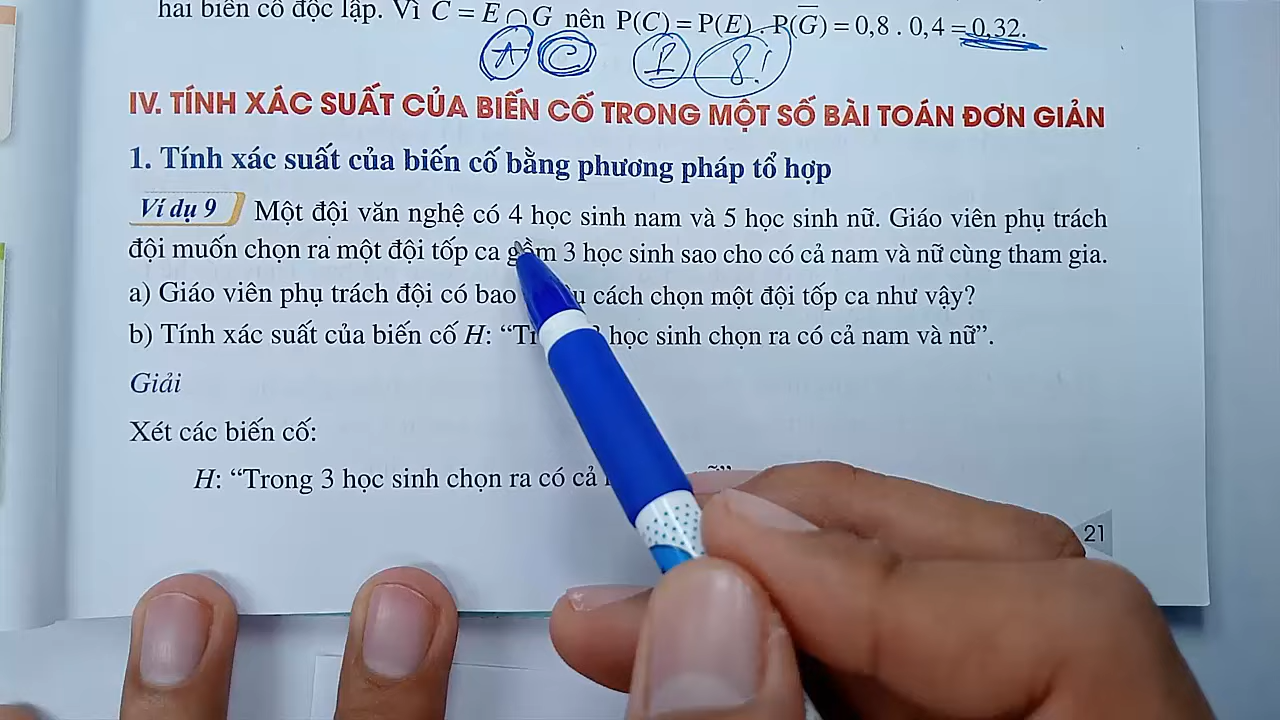 hai biến cố độc lập. Vì C = E ∩ G nên P(C) = P(E) . P(G̅) = 0,8 . 0,4 = 0,32.
A C I 8!
IV. TÍNH XÁC SUẤT CỦA BIẾN CỐ TRONG MỘT SỐ BÀI TOÁN ĐƠN GIẢN
1. Tính xác suất của biến cố bằng phương pháp tổ hợp
Ví dụ 9 Một đội văn nghệ có 4 học sinh nam và 5 học sinh nữ. Giáo viên phụ trách
đội muốn chọn ra một đội tốp ca gồm 3 học sinh sao cho có cả nam và nữ cùng tham gia.
a) Giáo viên phụ trách đội có bao cách chọn một đội tốp ca như vậy?
b) Tính xác suất của biến cố H: “Tr 3 học sinh chọn ra có cả nam và nữ”.
Giải
Xét các biến cố:
H: “Trong 3 học sinh chọn ra có cả
21